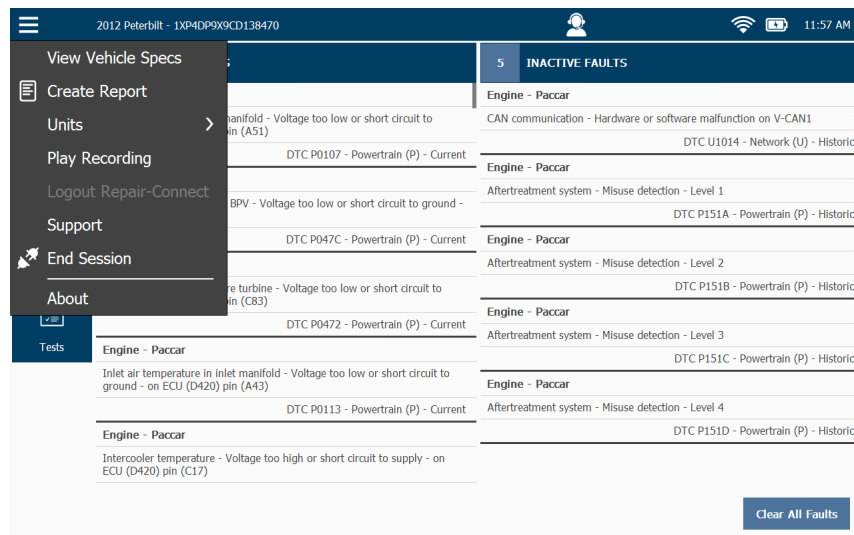 2012 Peterbilt - 1XP4DP9X9CD138470
11:57 AM
View Vehicle Specs
Create Report
Units
Play Recording
Logout Repair-Connect
Support
End Session
About
Tests
manifold - Voltage too low or short circuit to
pin (A51)
DTC P0107 - Powertrain (P) - Current
BPV - Voltage too low or short circuit to ground -
DTC P047C - Powertrain (P) - Current
re turbine - Voltage too low or short circuit to
pin (C83)
DTC P0472 - Powertrain (P) - Current
Engine - Paccar
Inlet air temperature in inlet manifold - Voltage too low or short circuit to
ground - on ECU (D420) pin (A43)
DTC P0113 - Powertrain (P) - Current
Engine - Paccar
Intercooler temperature - Voltage too high or short circuit to supply - on
ECU (D420) pin (C17)
5 INACTIVE FAULTS
Engine - Paccar
CAN communication - Hardware or software malfunction on V-CAN1
DTC U1014 - Network (U) - Historic
Engine - Paccar
Aftertreatment system - Misuse detection - Level 1
DTC P151A - Powertrain (P) - Historic
Engine - Paccar
Aftertreatment system - Misuse detection - Level 2
DTC P151B - Powertrain (P) - Historic
Engine - Paccar
Aftertreatment system - Misuse detection - Level 3
DTC P151C - Powertrain (P) - Historic
Engine - Paccar
Aftertreatment system - Misuse detection - Level 4
DTC P151D - Powertrain (P) - Historic
Clear All Faults